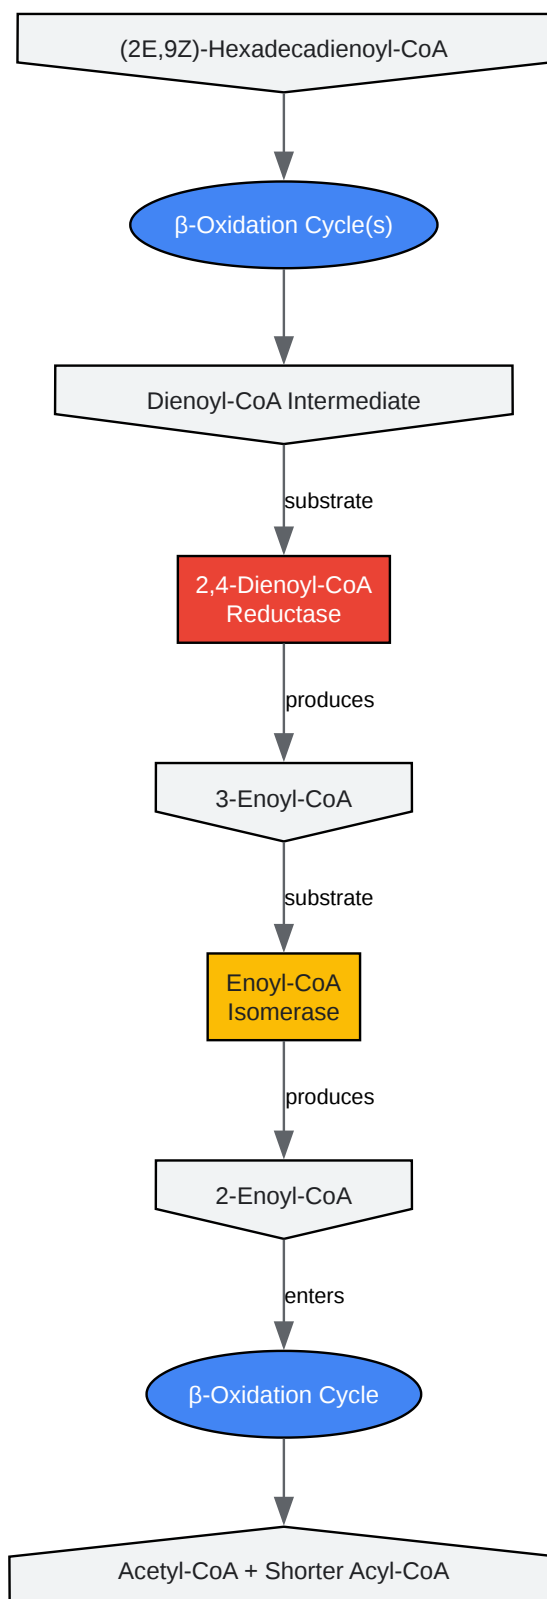 (2E,9Z)-Hexadecadienoyl-CoA
β-Oxidation Cycle(s)
Dienoyl-CoA Intermediate
substrate
2,4-Dienoyl-CoA
Reductase
produces
3-Enoyl-CoA
substrate
Enoyl-CoA
Isomerase
produces
2-Enoyl-CoA
enters
β-Oxidation Cycle
Acetyl-CoA + Shorter Acyl-CoA